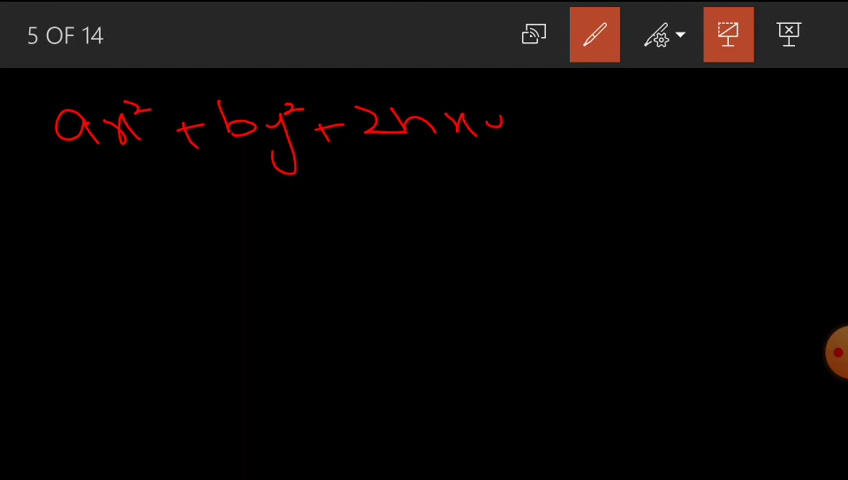 5 OF 14
ax² + by² + 2hx